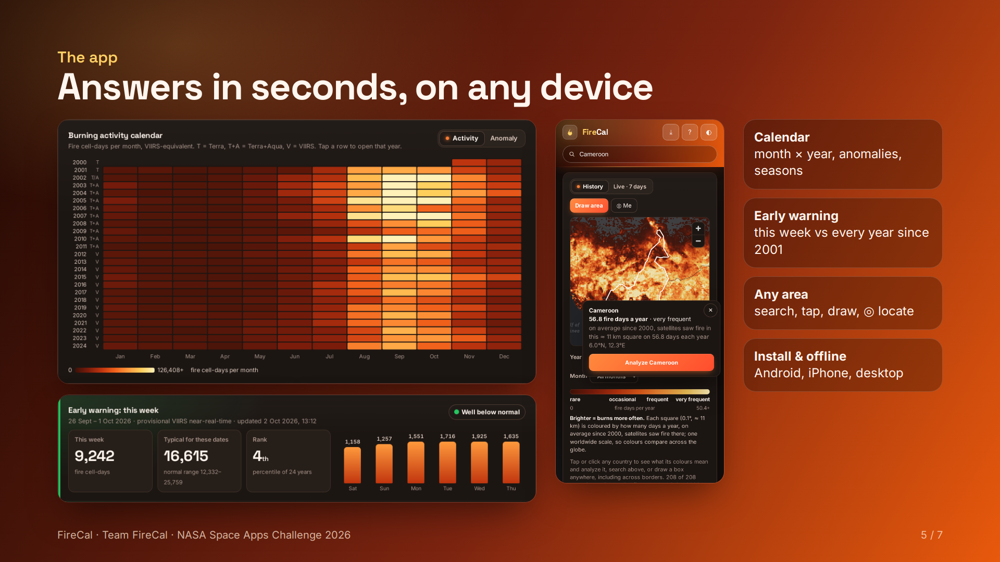 The app
Answers in seconds, on any device
Burning activity calendar
Fire cell-days per month, VIIRS-equivalent. T = Terra, T+A = Terra+Aqua, V = VIIRS. Tap a row to open that year.
Activity Anomaly
2000 T
2001 T
2002 T/A
2003 T+A
2004 T+A
2005 T+A
2006 T+A
2007 T+A
2008 T+A
2009 T+A
2010 T+A
2011 T+A
2012 V
2013 V
2014 V
2015 V
2016 V
2017 V
2018 V
2019 V
2020 V
2021 V
2022 V
2023 V
2024 V
Jan Feb Mar Apr May Jun Jul Aug Sep Oct Nov Dec
0 126,408+ fire cell-days per month
Early warning: this week
26 Sept – 1 Oct 2026 · provisional VIIRS near-real-time · updated 2 Oct 2026, 13:12
Well below normal
This week
9,242
fire cell-days
Typical for these dates
16,615
normal range 12,332–
25,759
Rank
4th
percentile of 24 years
1,158 1,257 1,551 1,716 1,925 1,635
Sat Sun Mon Tue Wed Thu
FireCal
?
Cameroon
History Live · 7 days
Draw area ◎ Me
+
−
Cameroon
×
56.8 fire days a year · very frequent
on average since 2000, satellites saw fire in
this ≈ 11 km square on 56.8 days each year
6.0°N, 12.3°E
Analyze Cameroon
Year
Month
rare occasional frequent very frequent
0 fire days per year 50.4+
Brighter = burns more often. Each square (0.1°, ≈ 11
km) is coloured by how many days a year, on
average since 2000, satellites saw fire there; one
worldwide scale, so colours compare across the
globe.
Tap or click any country to see what its colours mean
and analyze it, search above, or draw a box
anywhere, including across borders. 208 of 208
Calendar
month × year, anomalies,
seasons
Early warning
this week vs every year since
2001
Any area
search, tap, draw, ◎ locate
Install & offline
Android, iPhone, desktop
FireCal · Team FireCal · NASA Space Apps Challenge 2026
5 / 7